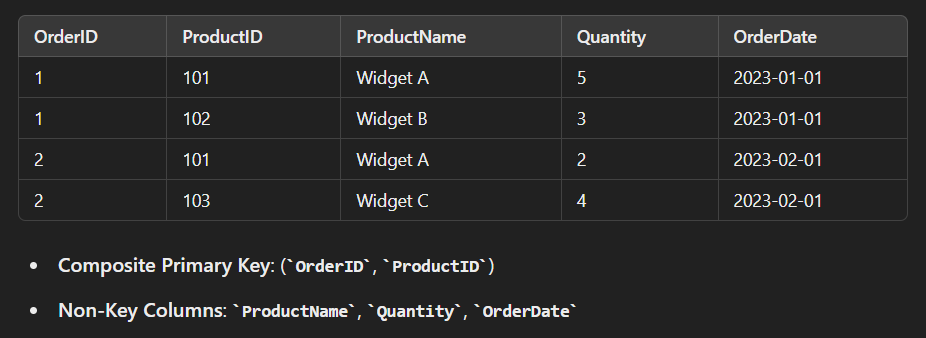 OrderID ProductID ProductName Quantity OrderDate
1 101 Widget A 5 2023-01-01
1 102 Widget B 3 2023-01-01
2 101 Widget A 2 2023-02-01
2 103 Widget C 4 2023-02-01
• Composite Primary Key: (`OrderID`, `ProductID`)
• Non-Key Columns: `ProductName`, `Quantity`, `OrderDate`